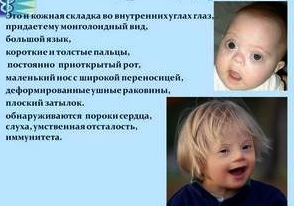 Это и кожная складка во внутренних углах глаз,
придает ему монголоидный вид,
большой язык,
короткие и толстые пальцы,
постоянно приоткрытый рот,
маленький нос с широкой переносицей,
деформированные ушные раковины,
плоский затылок.
обнаруживаются пороки сердца,
слуха, умственная отсталость,
иммунитета.